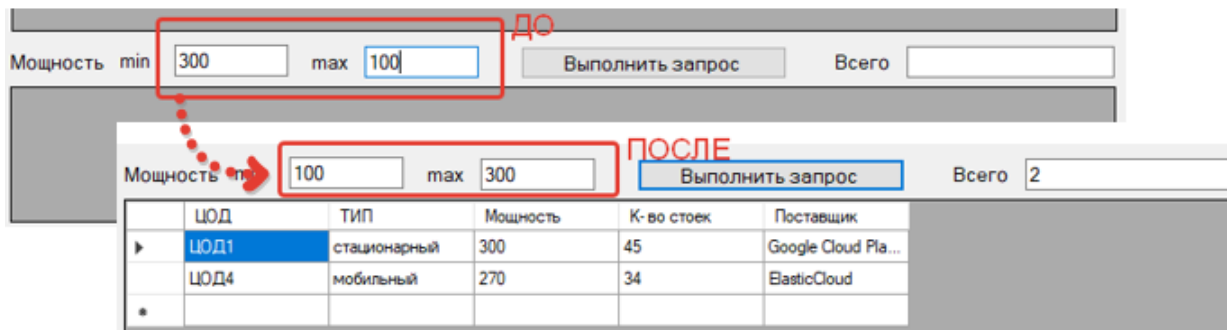 ДО
Мощность min 300 max 100 Выполнить запрос Всего
ПОСЛЕ
Мощность m 100 max 300 Выполнить запрос Всего 2
ЦОД ТИП Мощность К- во стоек Поставщик
ЦОД1 стационарный 300 45 Google Cloud Pla...
ЦОД4 мобильный 270 34 ElasticCloud